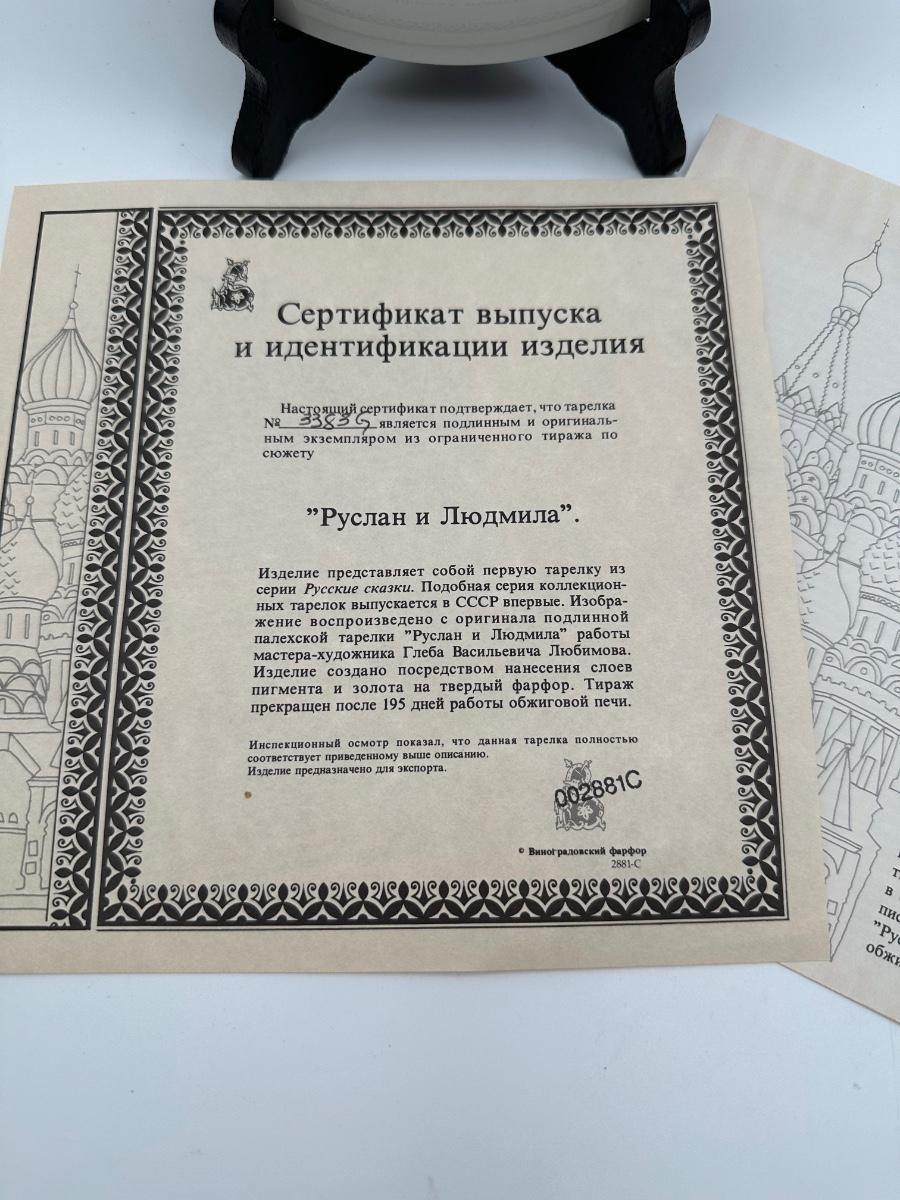 Сертификат выпуска
и идентификации изделия
Настоящий сертификат подтверждает, что тарелка
№ является подлинным и оригиналь-
ным экземпляром из ограниченного тиража по
сюжету
"Руслан и Людмила".
Изделие представляет собой первую тарелку из
серии Русские сказки. Подобная серия коллекцион-
ных тарелок выпускается в СССР впервые. Изобра-
жение воспроизведено с оригинала подлинной
палехской тарелки "Руслан и Людмила" работы
мастера-художника Глеба Васильевича Любимова.
Изделие создано посредством нанесения слоев
пигмента и золота на твердый фарфор. Тираж
прекращен после 195 дней работы обжиговой печи.
Инспекционный осмотр показал, что данная тарелка полностью
соответствует приведенному выше описанию.
Изделие предназначено для экспорта.
002881C
© Виноградовский фарфор
2881-C
в
пис
"Рус
обжи